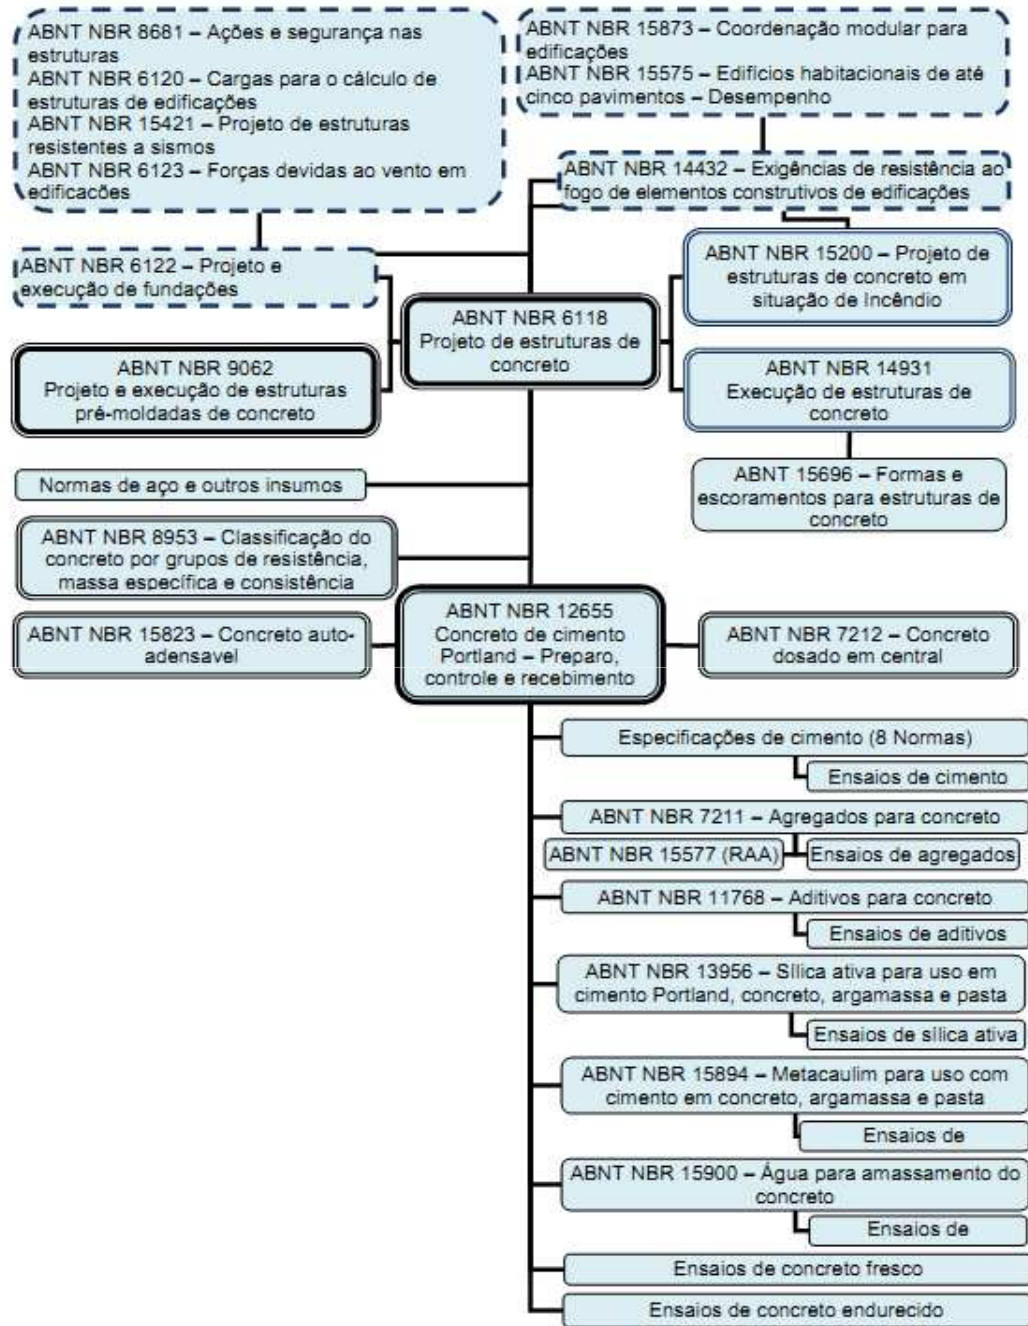 ABNT NBR 8681 – Ações e segurança nas
estruturas
ABNT NBR 6120 – Cargas para o cálculo de
estruturas de edificações
ABNT NBR 15421 – Projeto de estruturas
resistentes a sismos
ABNT NBR 6123 – Forças devidas ao vento em
edificacões
ABNT NBR 15873 – Coordenação modular para
edificações
ABNT NBR 15575 – Edifícios habitacionais de até
cinco pavimentos – Desempenho
ABNT NBR 14432 – Exigências de resistência ao
fogo de elementos construtivos de edificações
ABNT NBR 6122 – Projeto e
execução de fundações
ABNT NBR 15200 – Projeto de
estruturas de concreto em
situação de Incêndio
ABNT NBR 6118
Projeto de estruturas de
concreto
ABNT NBR 9062
Projeto e execução de estruturas
pré-moldadas de concreto
ABNT NBR 14931
Execução de estruturas de
concreto
ABNT 15696 – Formas e
escoramentos para estruturas de
concreto
Normas de aço e outros insumos
ABNT NBR 8953 – Classificação do
concreto por grupos de resistência,
massa específica e consistência
ABNT NBR 12655
Concreto de cimento
Portland – Preparo,
controle e recebimento
ABNT NBR 15823 – Concreto auto-
adensavel
ABNT NBR 7212 – Concreto
dosado em central
Especificações de cimento (8 Normas)
Ensaios de cimento
ABNT NBR 7211 – Agregados para concreto
ABNT NBR 15577 (RAA)
Ensaios de agregados
ABNT NBR 11768 – Aditivos para concreto
Ensaios de aditivos
ABNT NBR 13956 – Sílica ativa para uso em
cimento Portland, concreto, argamassa e pasta
Ensaios de sílica ativa
ABNT NBR 15894 – Metacaulim para uso com
cimento em concreto, argamassa e pasta
Ensaios de
ABNT NBR 15900 – Água para amassamento do
concreto
Ensaios de
Ensaios de concreto fresco
Ensaios de concreto endurecido